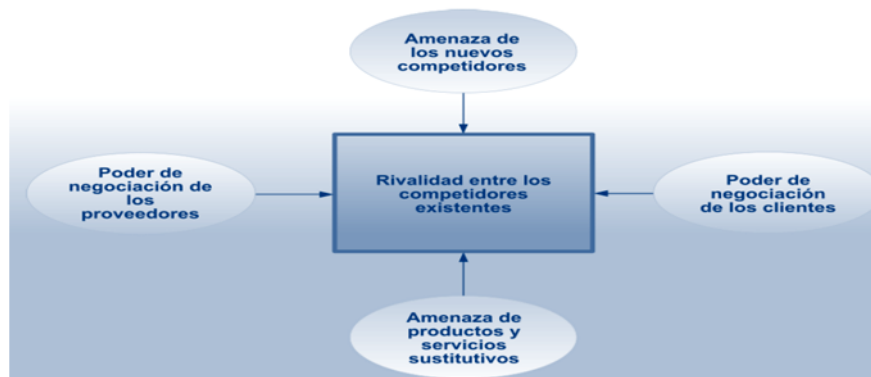 Amenaza de
los nuevos
competidores
Poder de
negociación de
los
proveedores
Rivalidad entre los
competidores
existentes
Poder de
negociación
de los clientes
Amenaza de
productos y
servicios
sustitutivos